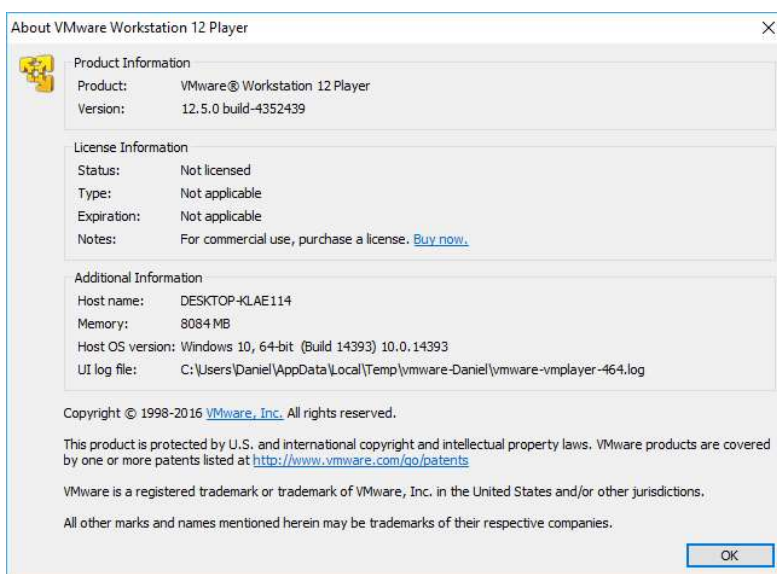 About VMware Workstation 12 Player
Product Information
Product: VMware® Workstation 12 Player
Version: 12.5.0 build-4352439
License Information
Status: Not licensed
Type: Not applicable
Expiration: Not applicable
Notes: For commercial use, purchase a license. Buy now.
Additional Information
Host name: DESKTOP-KLAE114
Memory: 8084 MB
Host OS version: Windows 10, 64-bit (Build 14393) 10.0.14393
UI log file: C:\Users\Daniel\AppData\Local\Temp\vmware-Daniel\vmware-vmplayer-464.log
Copyright © 1998-2016 VMware, Inc. All rights reserved.
This product is protected by U.S. and international copyright and intellectual property laws. VMware products are covered
by one or more patents listed at http://www.vmware.com/go/patents
VMware is a registered trademark or trademark of VMware, Inc. in the United States and/or other jurisdictions.
All other marks and names mentioned herein may be trademarks of their respective companies.
OK